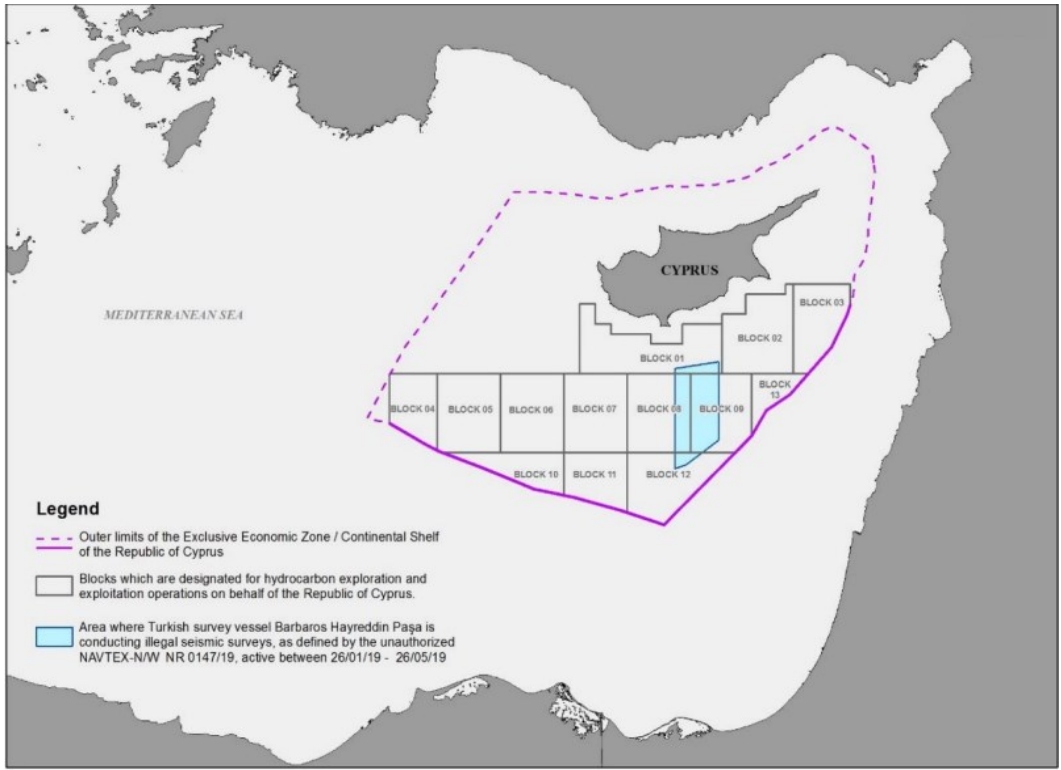 CYPRUS
MEDITERRANEAN SEA
BLOCK 03
BLOCK 02
BLOCK 01
BLOCK
13
BLOCK 04
BLOCK 05
BLOCK 06
BLOCK 07
BLOCK 08
BLOCK 09
BLOCK 10
BLOCK 11
BLOCK 12
Legend
Outer limits of the Exclusive Economic Zone / Continental Shelf
of the Republic of Cyprus
Blocks which are designated for hydrocarbon exploration and
exploitation operations on behalf of the Republic of Cyprus.
Area where Turkish survey vessel Barbaros Hayreddin Paşa is
conducting illegal seismic surveys, as defined by the unauthorized
NAVTEX-N/W NR 0147/19, active between 26/01/19 - 26/05/19